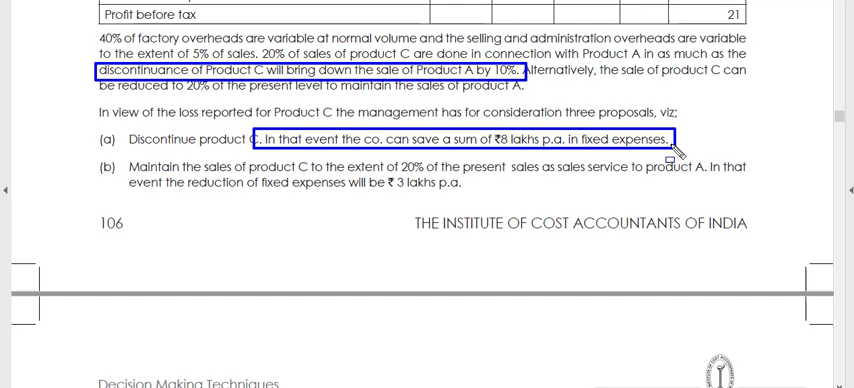 Profit before tax 21
40% of factory overheads are variable at normal volume and the selling and administration overheads are variable
to the extent of 5% of sales. 20% of sales of product C are done in connection with Product A in as much as the
discontinuance of Product C will bring down the sale of Product A by 10%. Alternatively, the sale of product C can
be reduced to 20% of the present level to maintain the sales of product A.
In view of the loss reported for Product C the management has for consideration three proposals, viz;
(a) Discontinue product C. In that event the co. can save a sum of ₹8 lakhs p.a. in fixed expenses.
(b) Maintain the sales of product C to the extent of 20% of the present sales as sales service to product A. In that
event the reduction of fixed expenses will be ₹ 3 lakhs p.a.
106 THE INSTITUTE OF COST ACCOUNTANTS OF INDIA
Decision Making Techniques